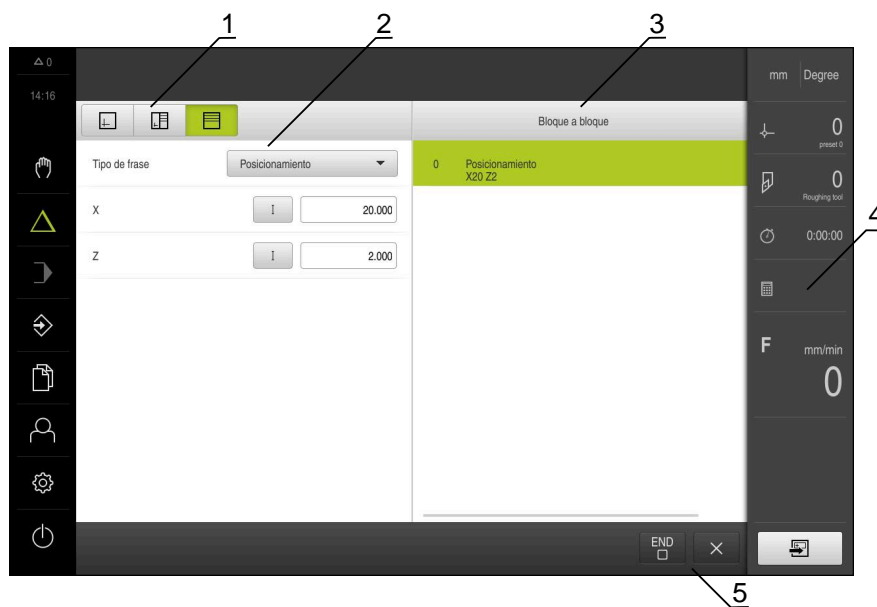 1
2
3
△ 0
mm Degree
14:16
Bloque a bloque
0
preset 0
Tipo de frase
Posicionamiento
0 Posicionamiento
X20 Z2
X
20.000
0
Roughing tool
4
Z
2.000
0:00:00
F mm/min
0
END
5